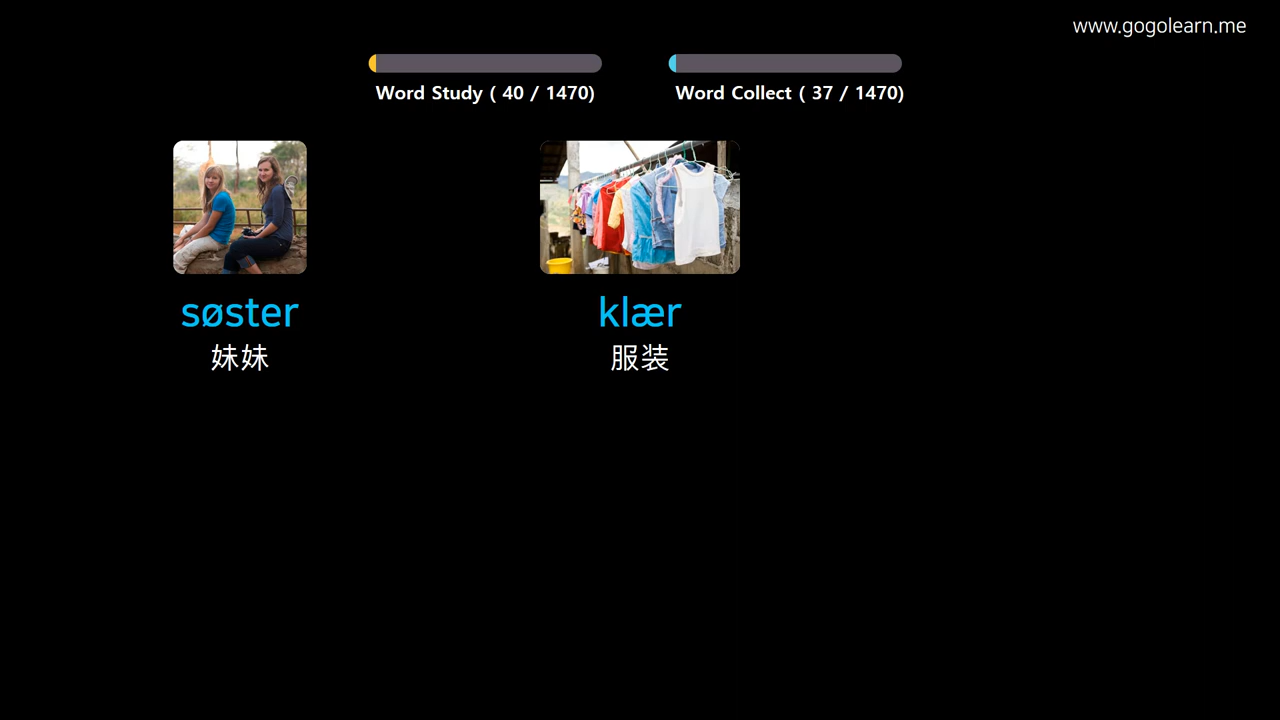 www.gogolearn.me
Word Study ( 40 / 1470)
Word Collect ( 37 / 1470)
søster
妹妹
klær
服装